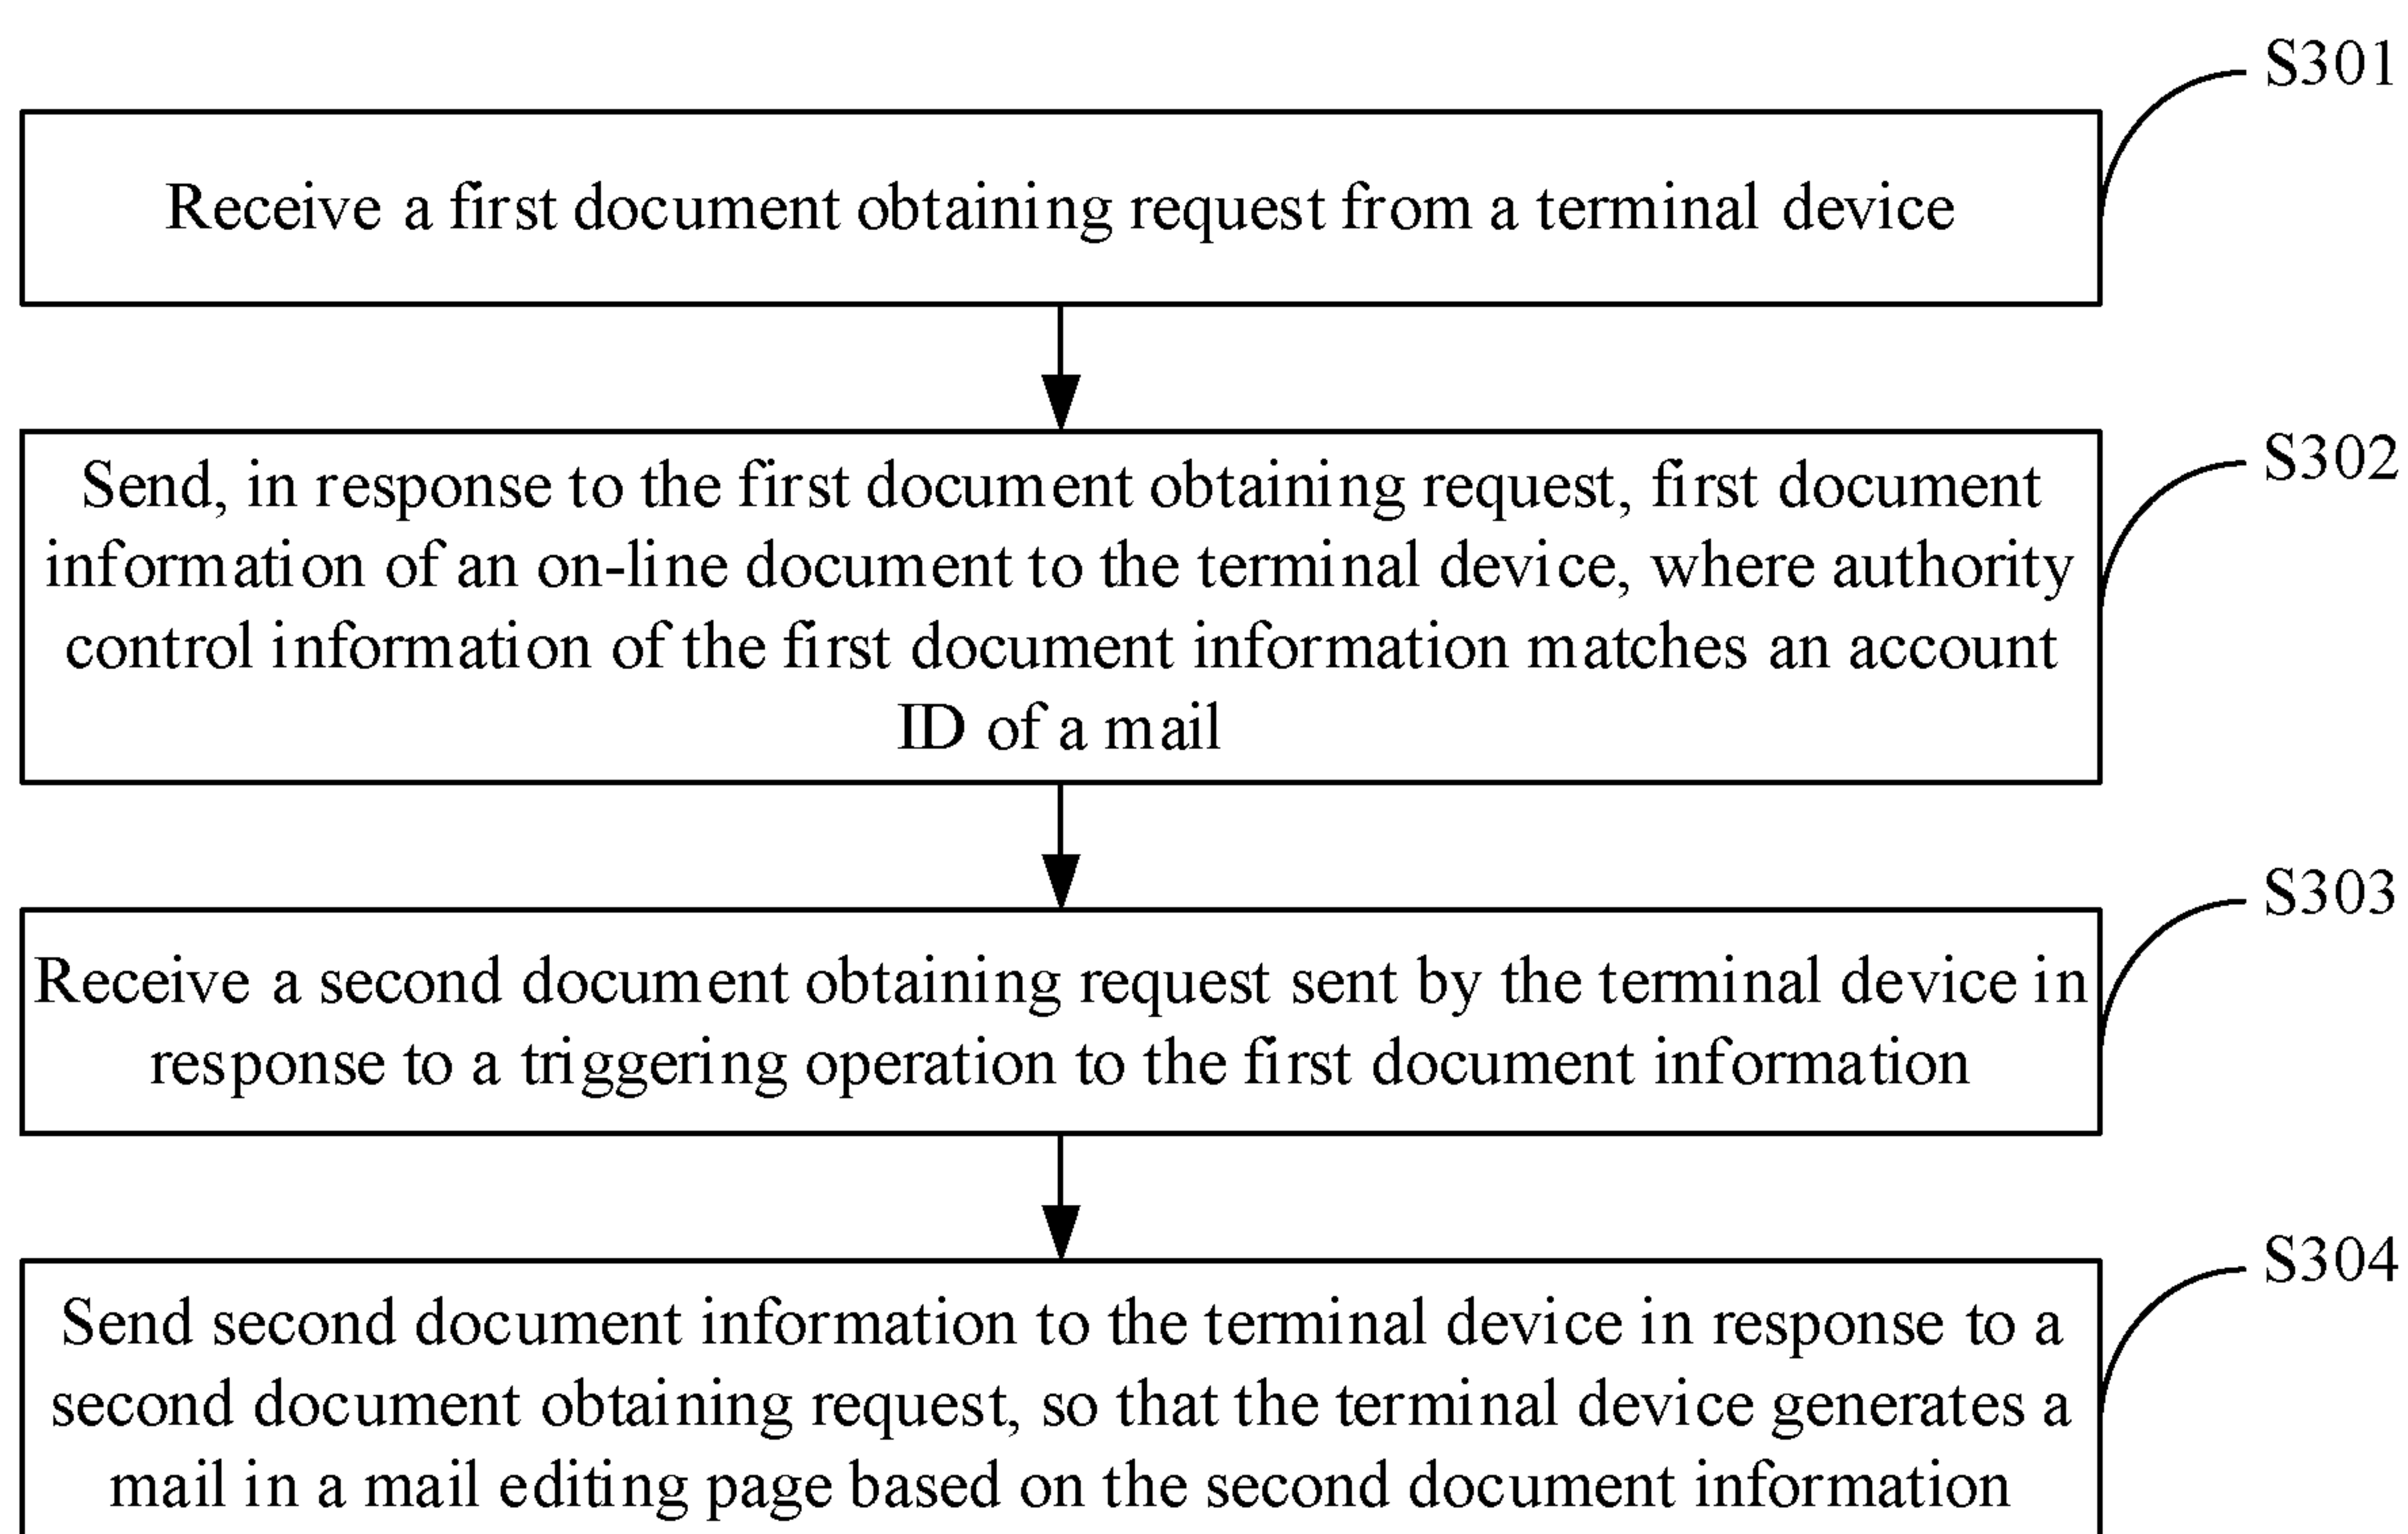 S301
Receive a first document obtaining request from a terminal device
S302
Send, in response to the first document obtaining request, first document
information of an on-line document to the terminal device, where authority
control information of the first document information matches an account
ID of a mail
S303
Receive a second document obtaining request sent by the terminal device in
response to a triggering operation to the first document information
S304
Send second document information to the terminal device in response to a
second document obtaining request, so that the terminal device generates a
mail in a mail editing page based on the second document information